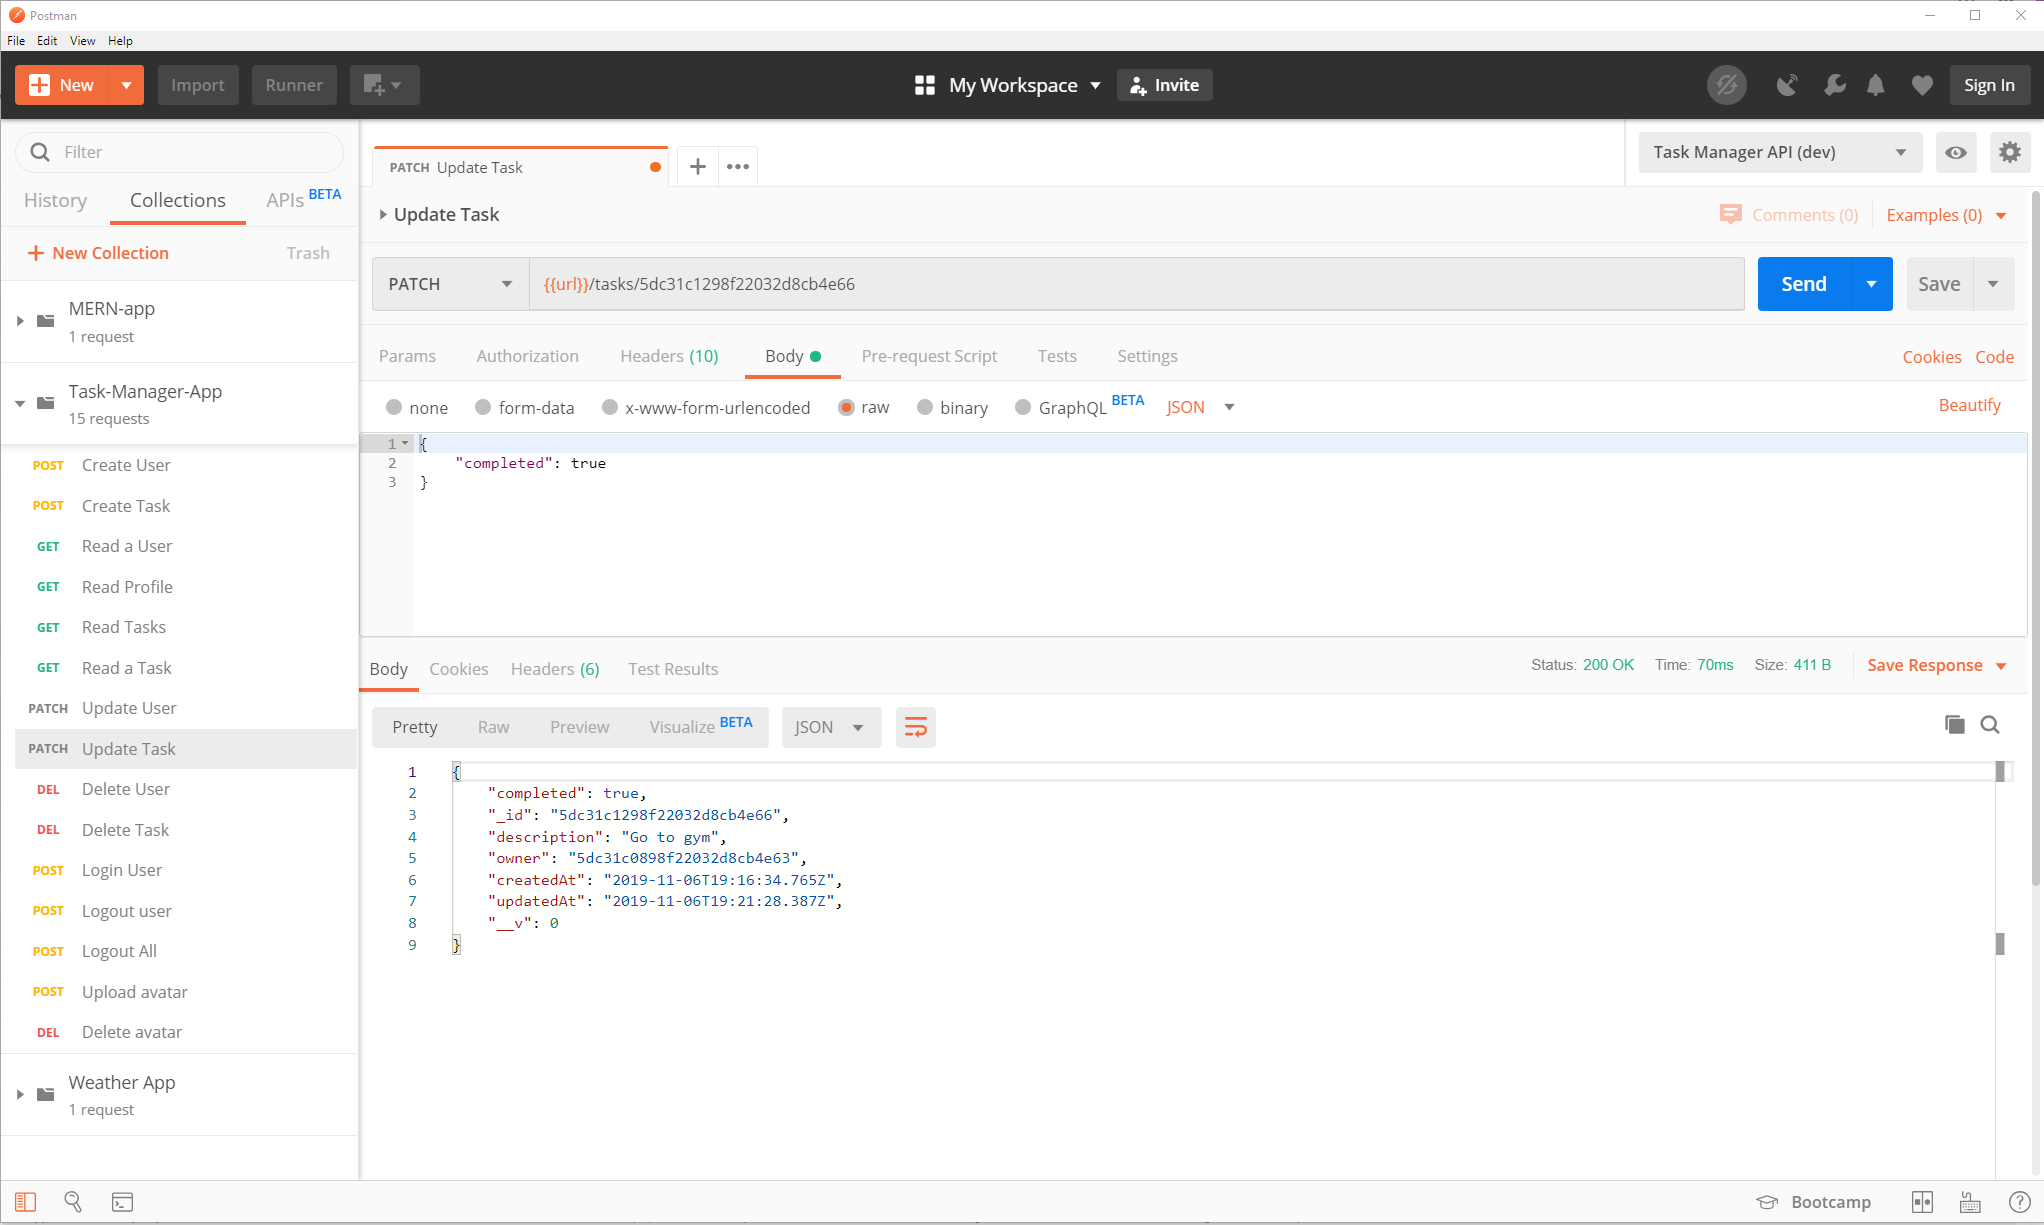 Postman
File Edit View Help
New Import Runner My Workspace Invite Sign In
Filter
History Collections APIs BETA
New Collection Trash
MERN-app
1 request
Task-Manager-App
15 requests
POST Create User
POST Create Task
GET Read a User
GET Read Profile
GET Read Tasks
GET Read a Task
PATCH Update User
PATCH Update Task
DEL Delete User
DEL Delete Task
POST Login User
POST Logout user
POST Logout All
POST Upload avatar
DEL Delete avatar
Weather App
1 request
PATCH Update Task
Task Manager API (dev)
Update Task Comments (0) Examples (0)
PATCH {{url}}/tasks/5dc31c1298f22032d8cb4e66 Send Save
Params Authorization Headers (10) Body Pre-request Script Tests Settings Cookies Code
none form-data x-www-form-urlencoded raw binary GraphQL BETA JSON Beautify
1 {
2 "completed": true
3 }
Body Cookies Headers (6) Test Results Status: 200 OK Time: 70ms Size: 411 B Save Response
Pretty Raw Preview Visualize BETA JSON
1 {
2 "completed": true,
3 "_id": "5dc31c1298f22032d8cb4e66",
4 "description": "Go to gym",
5 "owner": "5dc31c0898f22032d8cb4e63",
6 "createdAt": "2019-11-06T19:16:34.765Z",
7 "updatedAt": "2019-11-06T19:21:28.387Z",
8 "__v": 0
9 }
Bootcamp